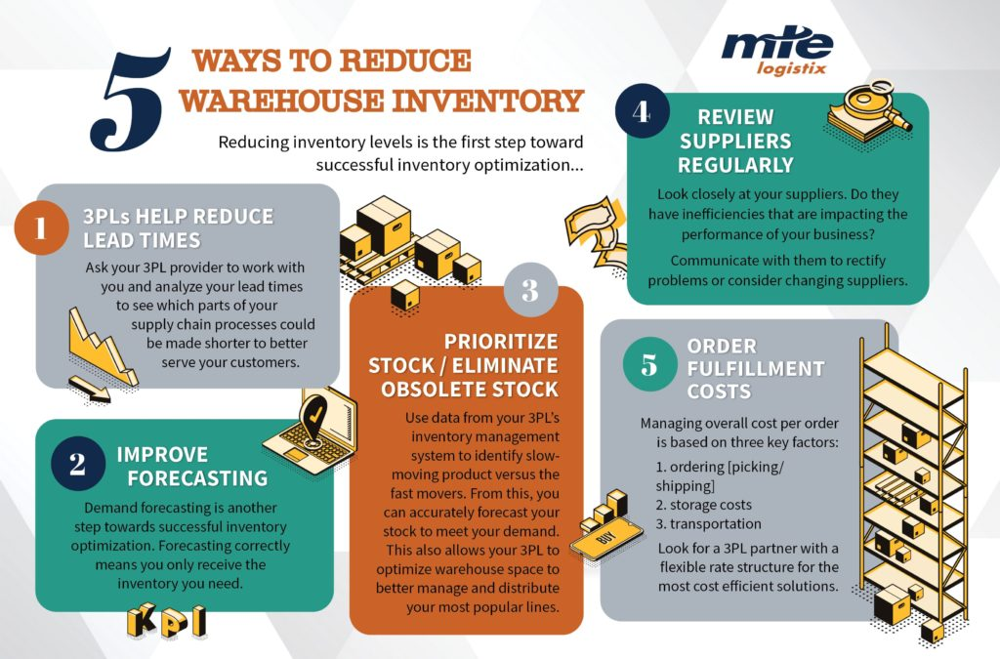 5 WAYS TO REDUCE
WAREHOUSE INVENTORY
Reducing inventory levels is the first step toward
successful inventory optimization...
mte
logistix
1
3PLs HELP REDUCE
LEAD TIMES
Ask your 3PL provider to work with
you and analyze your lead times
to see which parts of your
supply chain processes could
be made shorter to better
serve your customers.
2
IMPROVE
FORECASTING
Demand forecasting is another
step towards successful inventory
optimization. Forecasting correctly
means you only receive the
inventory you need.
KPI
3
PRIORITIZE
STOCK / ELIMINATE
OBSOLETE STOCK
Use data from your 3PL's
inventory management
system to identify slow-
moving product versus the
fast movers. From this, you
can accurately forecast your
stock to meet your demand.
This also allows your 3PL to
optimize warehouse space to
better manage and distribute
your most popular lines.
4
REVIEW
SUPPLIERS
REGULARLY
Look closely at your suppliers. Do they
have inefficiencies that are impacting the
performance of your business?
Communicate with them to rectify
problems or consider changing suppliers.
BUY
5
ORDER
FULFILLMENT
COSTS
Managing overall cost per order
is based on three key factors:
1. ordering [picking/
shipping]
2. storage costs
3. transportation
Look for a 3PL partner with a
flexible rate structure for the
most cost efficient solutions.